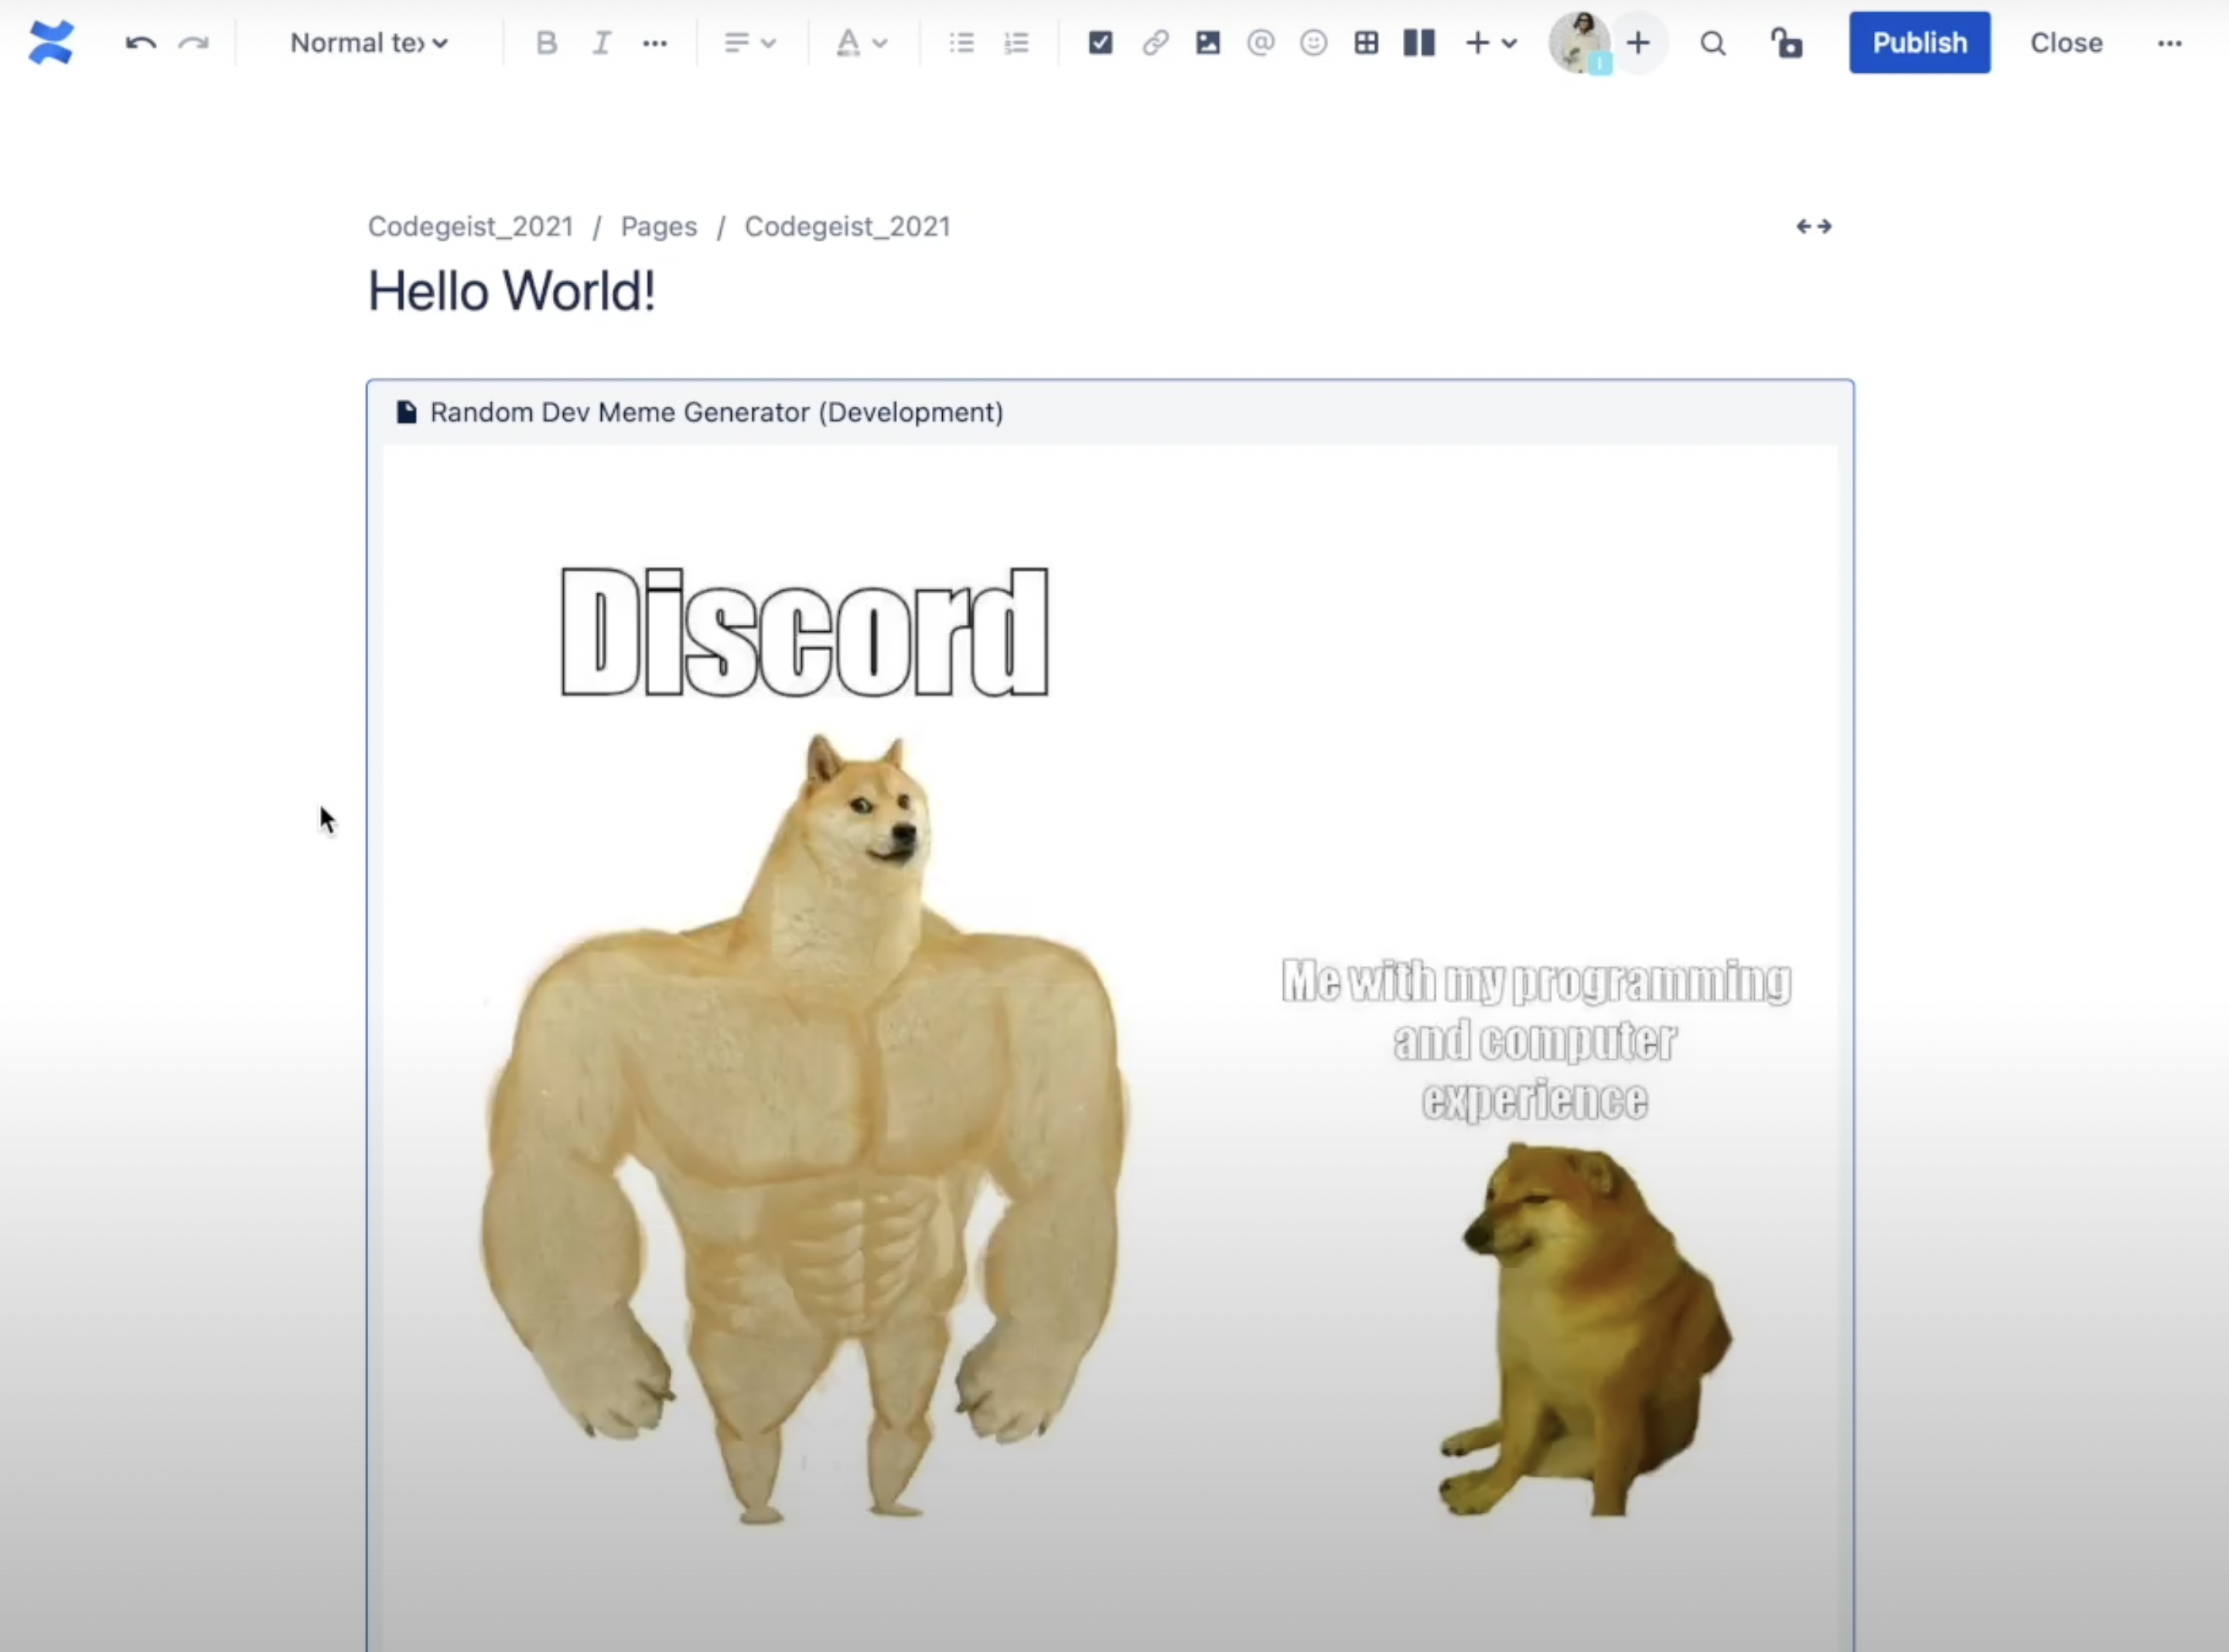 Normal te
Publish
Close
Codegeist_2021 / Pages / Codegeist_2021
Hello World!
Random Dev Meme Generator (Development)
Discord
Me with my programming
and computer
experience